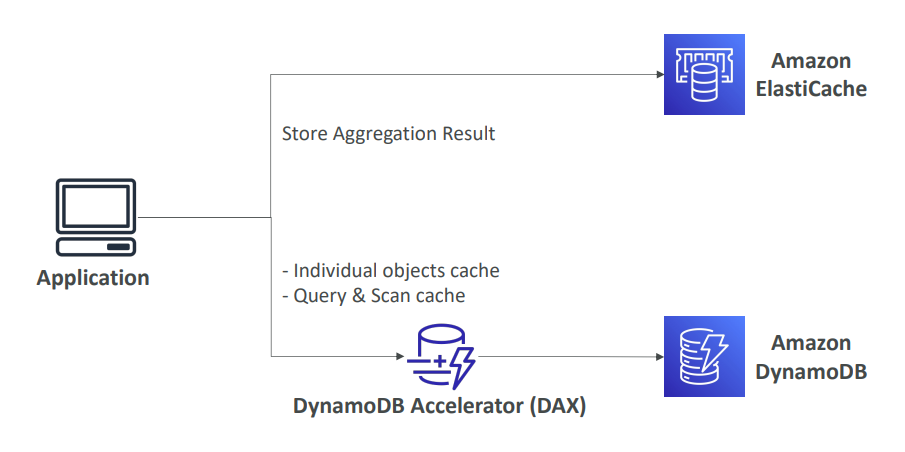 Amazon
ElastiCache
Store Aggregation Result
Application
- Individual objects cache
- Query & Scan cache
Amazon
DynamoDB
DynamoDB Accelerator (DAX)